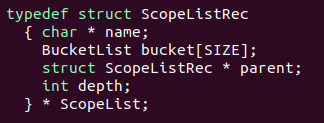 typedef struct ScopeListRec
{ char * name;
BucketList bucket[SIZE];
struct ScopeListRec * parent;
int depth;
} * ScopeList;